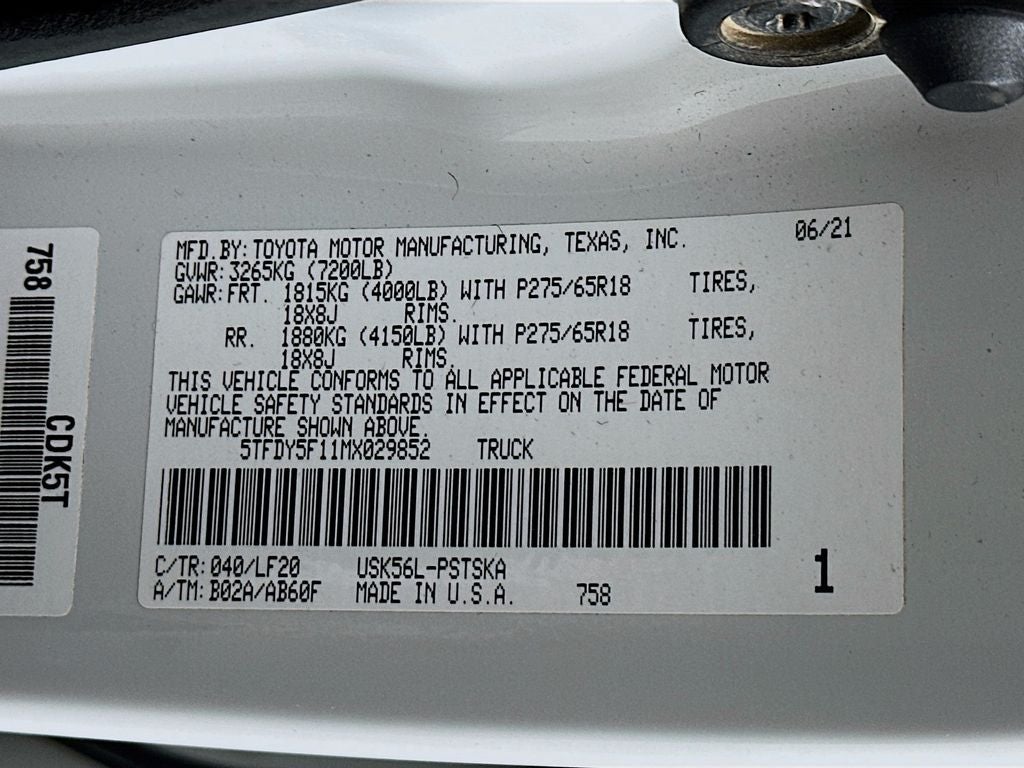 758
CDK5T
MFD.BY:TOYOTA MOTOR MANUFACTURING, TEXAS, INC. 06/21
GVWR:3265KG (7200LB)
GAWR:FRT. 1815KG (4000LB) WITH P275/65R18 TIRES,
18X8J RIMS.
RR. 1880KG (4150LB) WITH P275/65R18 TIRES,
18X8J RIMS.
THIS VEHICLE CONFORMS TO ALL APPLICABLE FEDERAL MOTOR
VEHICLE SAFETY STANDARDS IN EFFECT ON THE DATE OF
MANUFACTURE SHOWN ABOVE.
5TFDY5F11MX029852 TRUCK
C/TR:040/LF20 USK56L-PSTSKA
A/TM:B02A/AB60F MADE IN U.S.A. 758
1